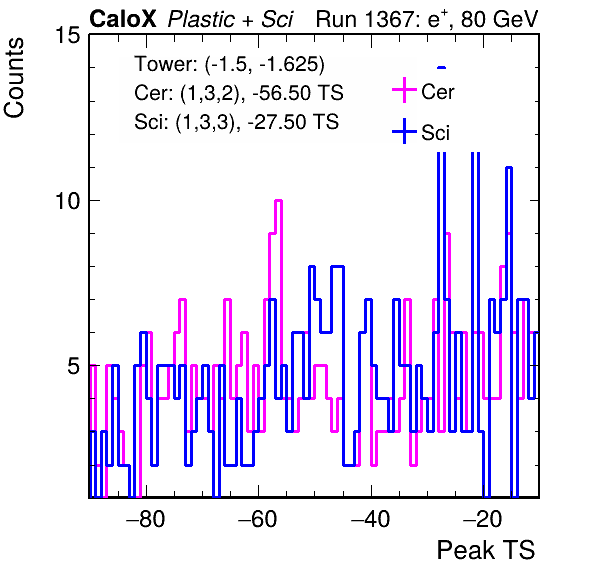 CaloX Plastic + Sci Run 1367: e+, 80 GeV
Counts
15
10
5
Tower: (-1.5, -1.625)
Cer: (1,3,2), -56.50 TS
Sci: (1,3,3), -27.50 TS
Cer
Sci
−80 −60 −40 −20
Peak TS